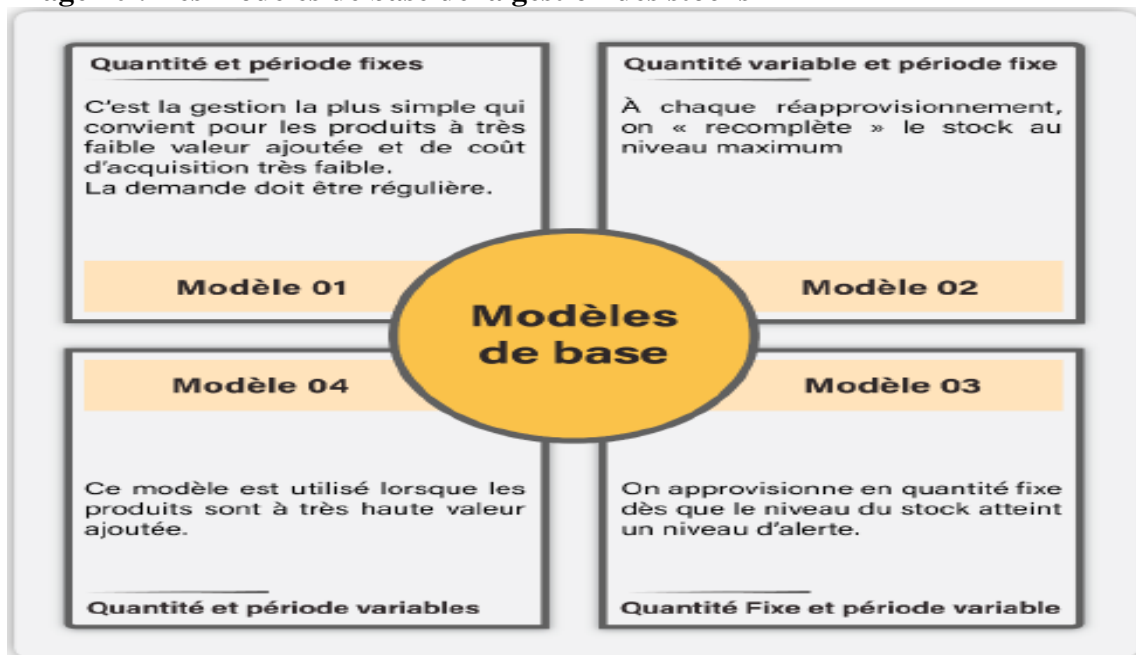 Quantité et période fixes
C'est la gestion la plus simple qui
convient pour les produits à très
faible valeur ajoutée et de coût
d'acquisition très faible.
La demande doit être régulière.
Modèle 01
Quantité variable et période fixe
À chaque réapprovisionnement,
on « recomplète » le stock au
niveau maximum
Modèle 02
Modèles
de base
Modèle 04
Ce modèle est utilisé lorsque les
produits sont à très haute valeur
ajoutée.
Quantité et période variables
Modèle 03
On approvisionne en quantité fixe
dès que le niveau du stock atteint
un niveau d'alerte.
Quantité Fixe et période variable